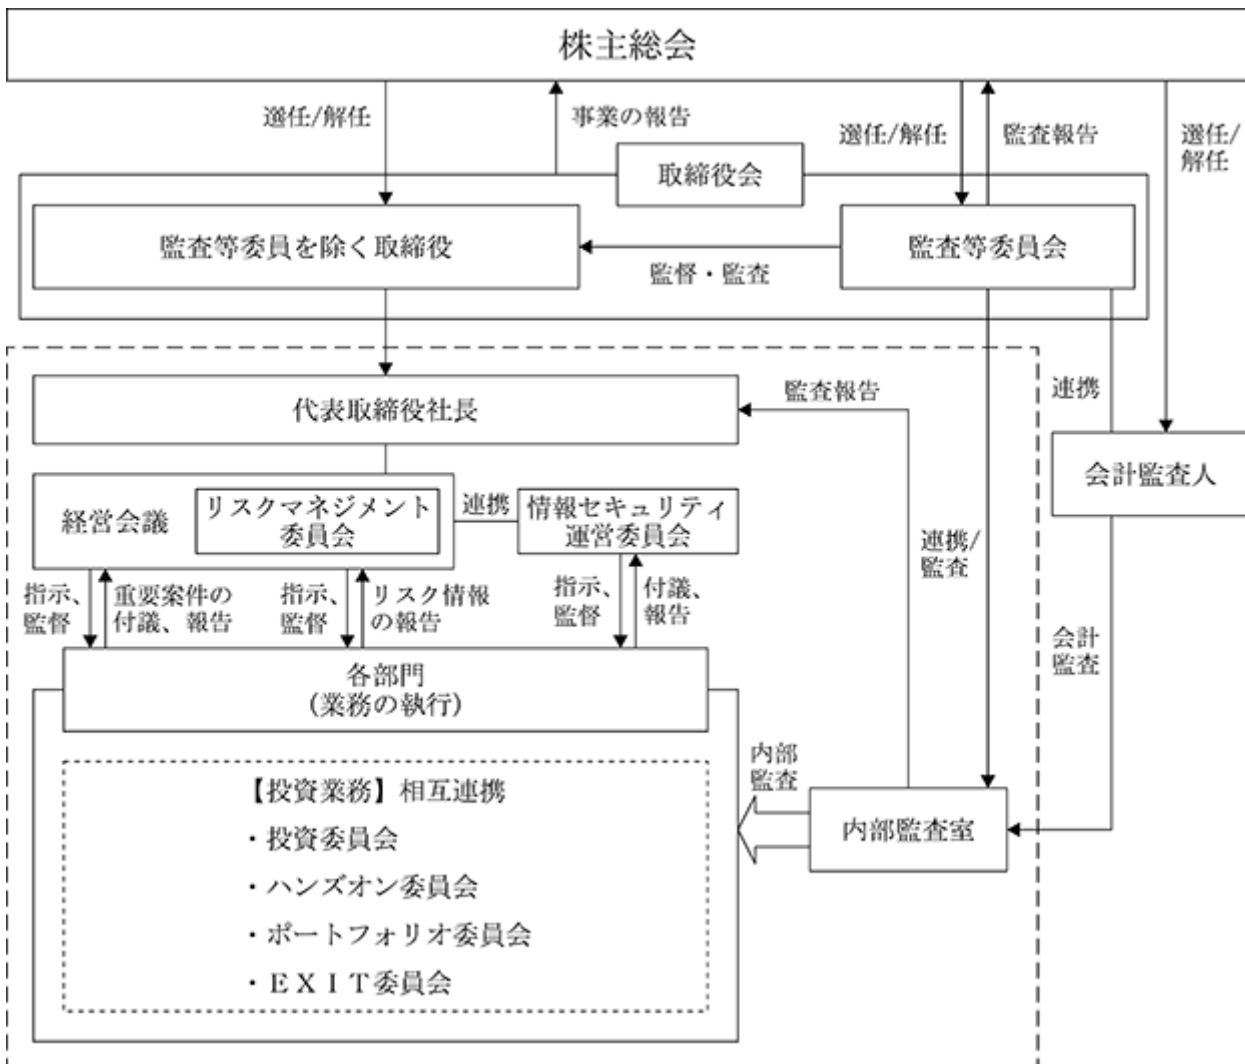 株主総会
選任/解任
事業の報告
選任/解任
監査報告
選任/
解任
取締役会
監査等委員を除く取締役
監督・監査
監査等委員会
代表取締役社長
監査報告
連携
会計監査人
経営会議
リスクマネジメント
委員会
連携
情報セキュリティ
運営委員会
連携/
監査
指示、
監督
重要案件の
付議、報告
指示、
監督
リスク情報
の報告
指示、
監督
付議、
報告
会計
監査
各部門
(業務の執行)
内部
監査
内部監査室
【投資業務】相互連携
・投資委員会
・ハンズオン委員会
・ポートフォリオ委員会
・ＥＸＩＴ委員会